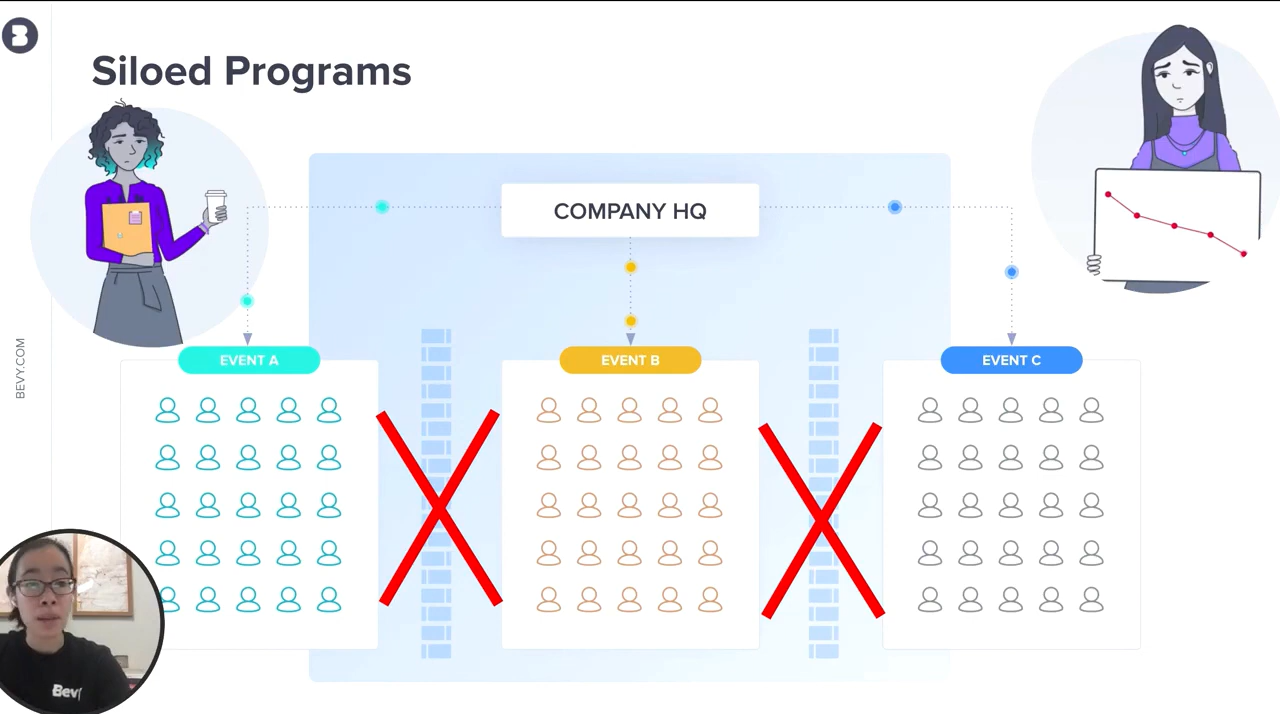 B
Siloed Programs
COMPANY HQ
EVENT A
EVENT B
EVENT C
BEVY.COM
Bevy